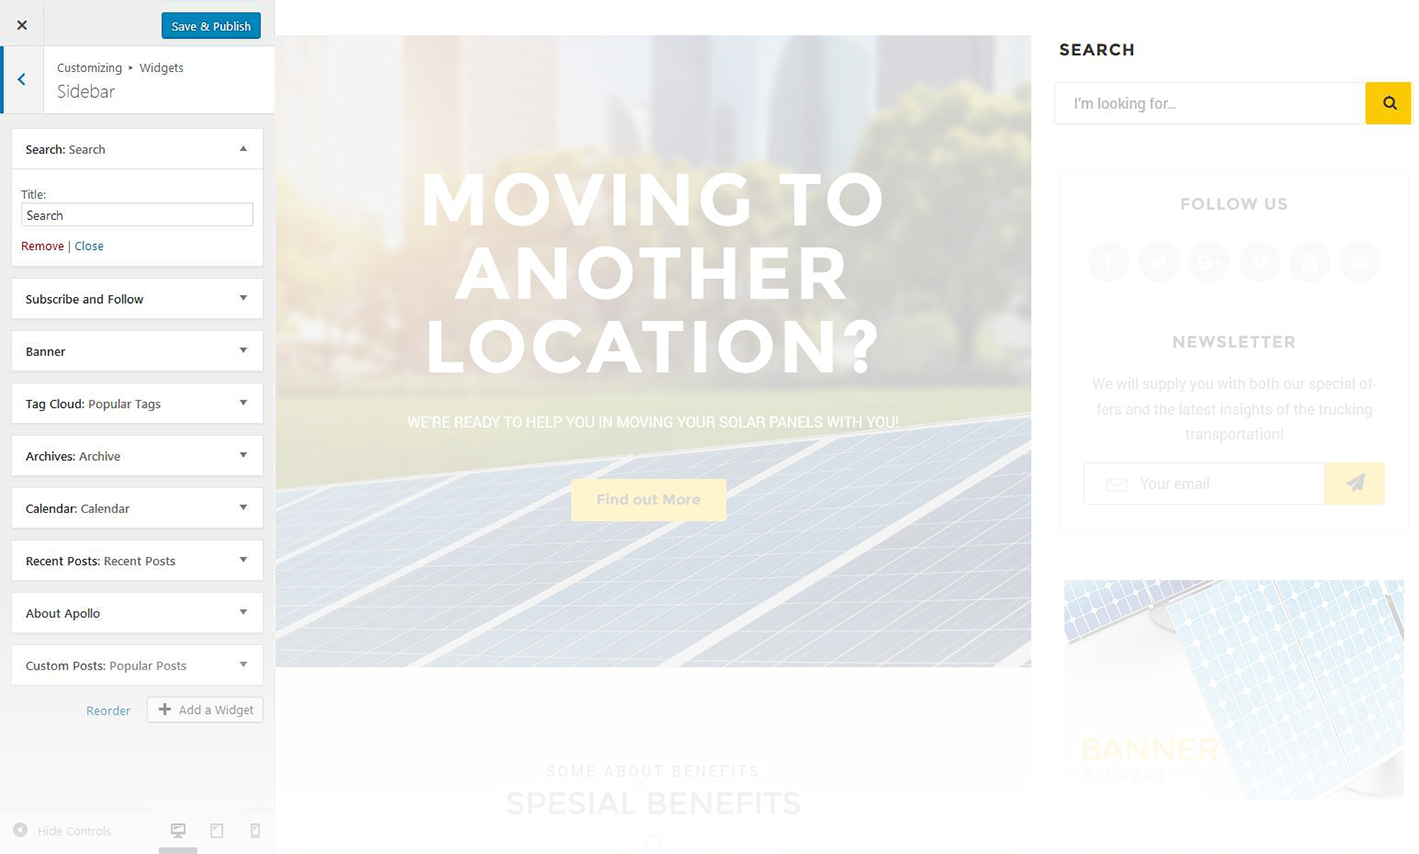 Save & Publish
Customizing ▸ Widgets
Sidebar
Search: Search
Title:
Search
Remove | Close
Subscribe and Follow
Banner
Tag Cloud: Popular Tags
Archives: Archive
Calendar: Calendar
Recent Posts: Recent Posts
About Apollo
Custom Posts: Popular Posts
Reorder
Add a Widget
Hide Controls
MOVING TO
ANOTHER
LOCATION?
WE'RE READY TO HELP YOU IN MOVING YOUR SOLAR PANELS WITH YOU!
Find out More
SOME ABOUT BENEFITS
SPESIAL BENEFITS
SEARCH
I'm looking for...
FOLLOW US
NEWSLETTER
We will supply you with both our special of-
fers and the latest insights of the trucking
transportation!
Your email
BANNER
370X240